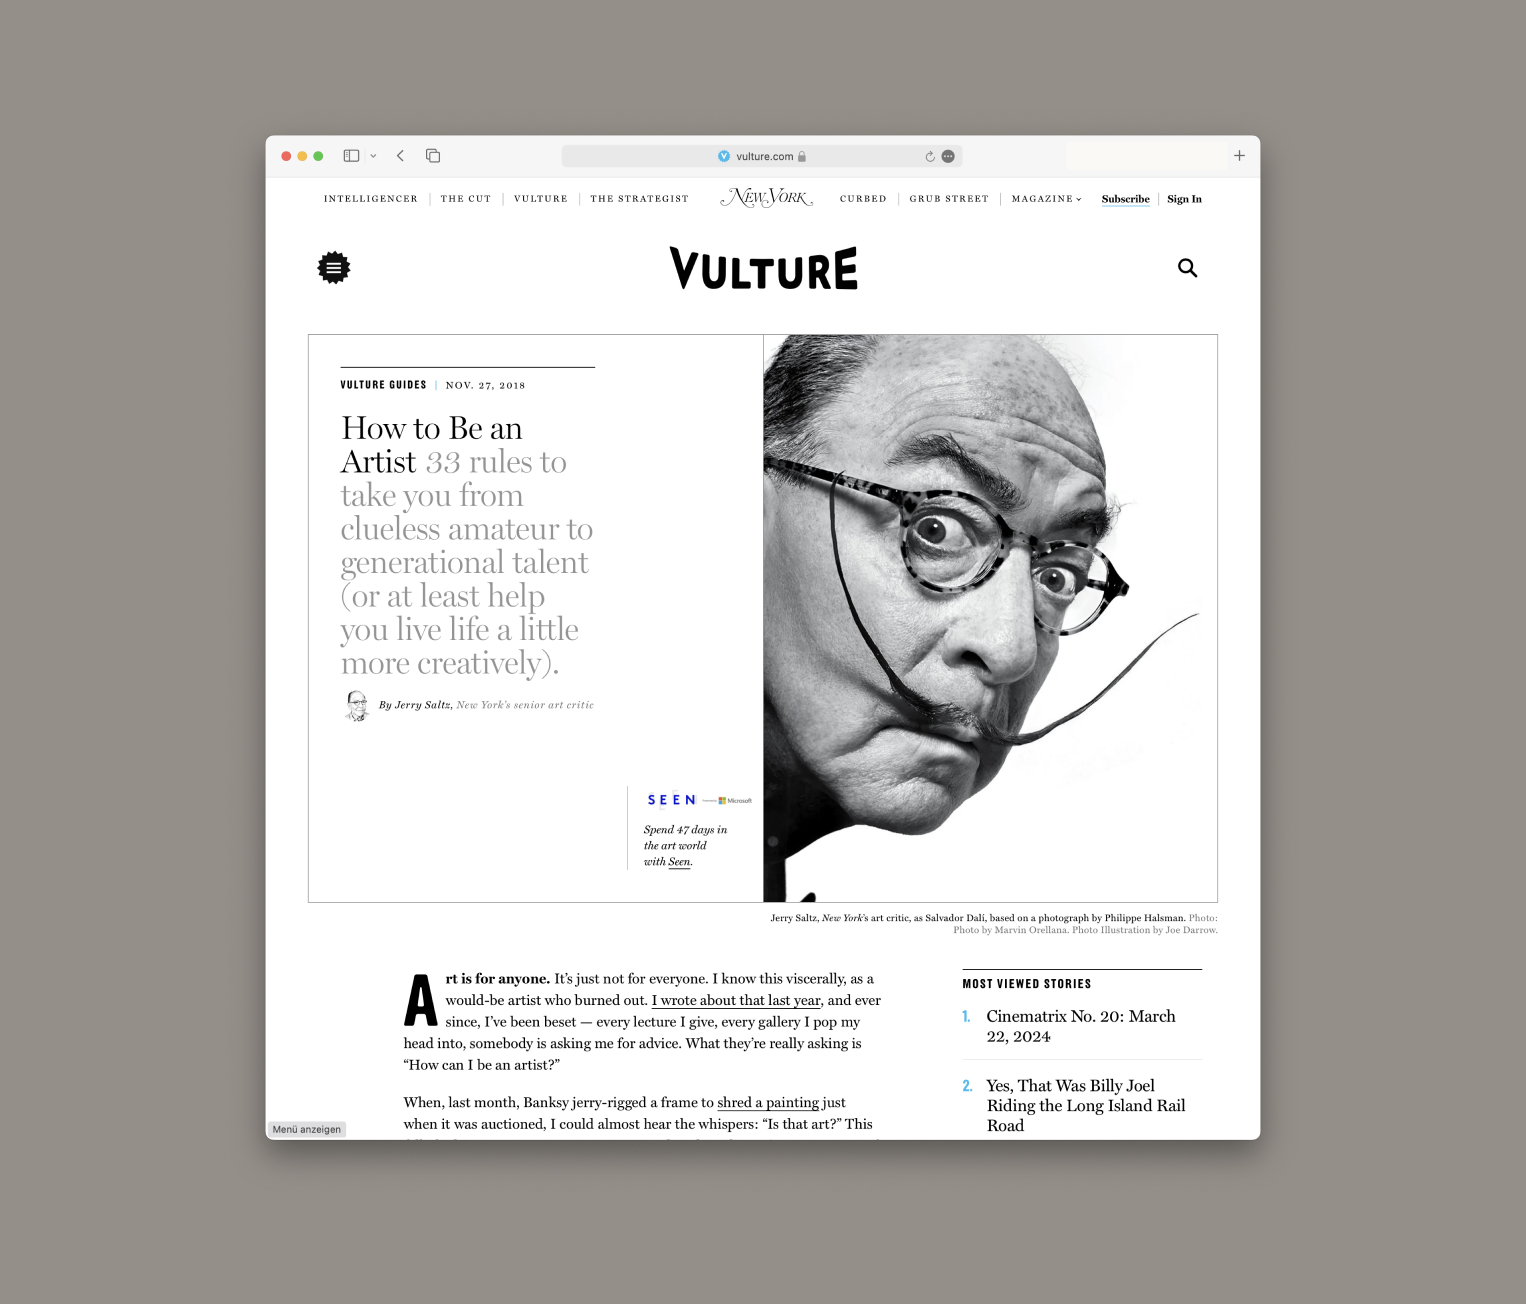 vulture.com
INTELLIGENCER
THE CUT
VULTURE
THE STRATEGIST
NEW YORK
CURBED
GRUB STREET
MAGAZINE
Subscribe
Sign In
VULTURE
VULTURE GUIDES | NOV. 27, 2018
How to Be an
Artist 33 rules to
take you from
clueless amateur to
generational talent
(or at least help
you live life a little
more creatively).
By Jerry Saltz, New York's senior art critic
SEEN Microsoft
Spend 47 days in
the art world
with Seen.
Jerry Saltz, New York's art critic, as Salvador Dalí, based on a photograph by Philippe Halsman. Photo:
Photo by Marvin Orellana. Photo Illustration by Joe Darrow.
Art is for anyone. It’s just not for everyone. I know this viscerally, as a
would-be artist who burned out. I wrote about that last year, and ever
since, I’ve been beset — every lecture I give, every gallery I pop my
head into, somebody is asking me for advice. What they’re really asking is
“How can I be an artist?”
When, last month, Banksy jerry-rigged a frame to shred a painting just
when it was auctioned, I could almost hear the whispers: “Is that art?” This
MOST VIEWED STORIES
1. Cinematrix No. 20: March
22, 2024
2. Yes, That Was Billy Joel
Riding the Long Island Rail
Road
Menü anzeigen